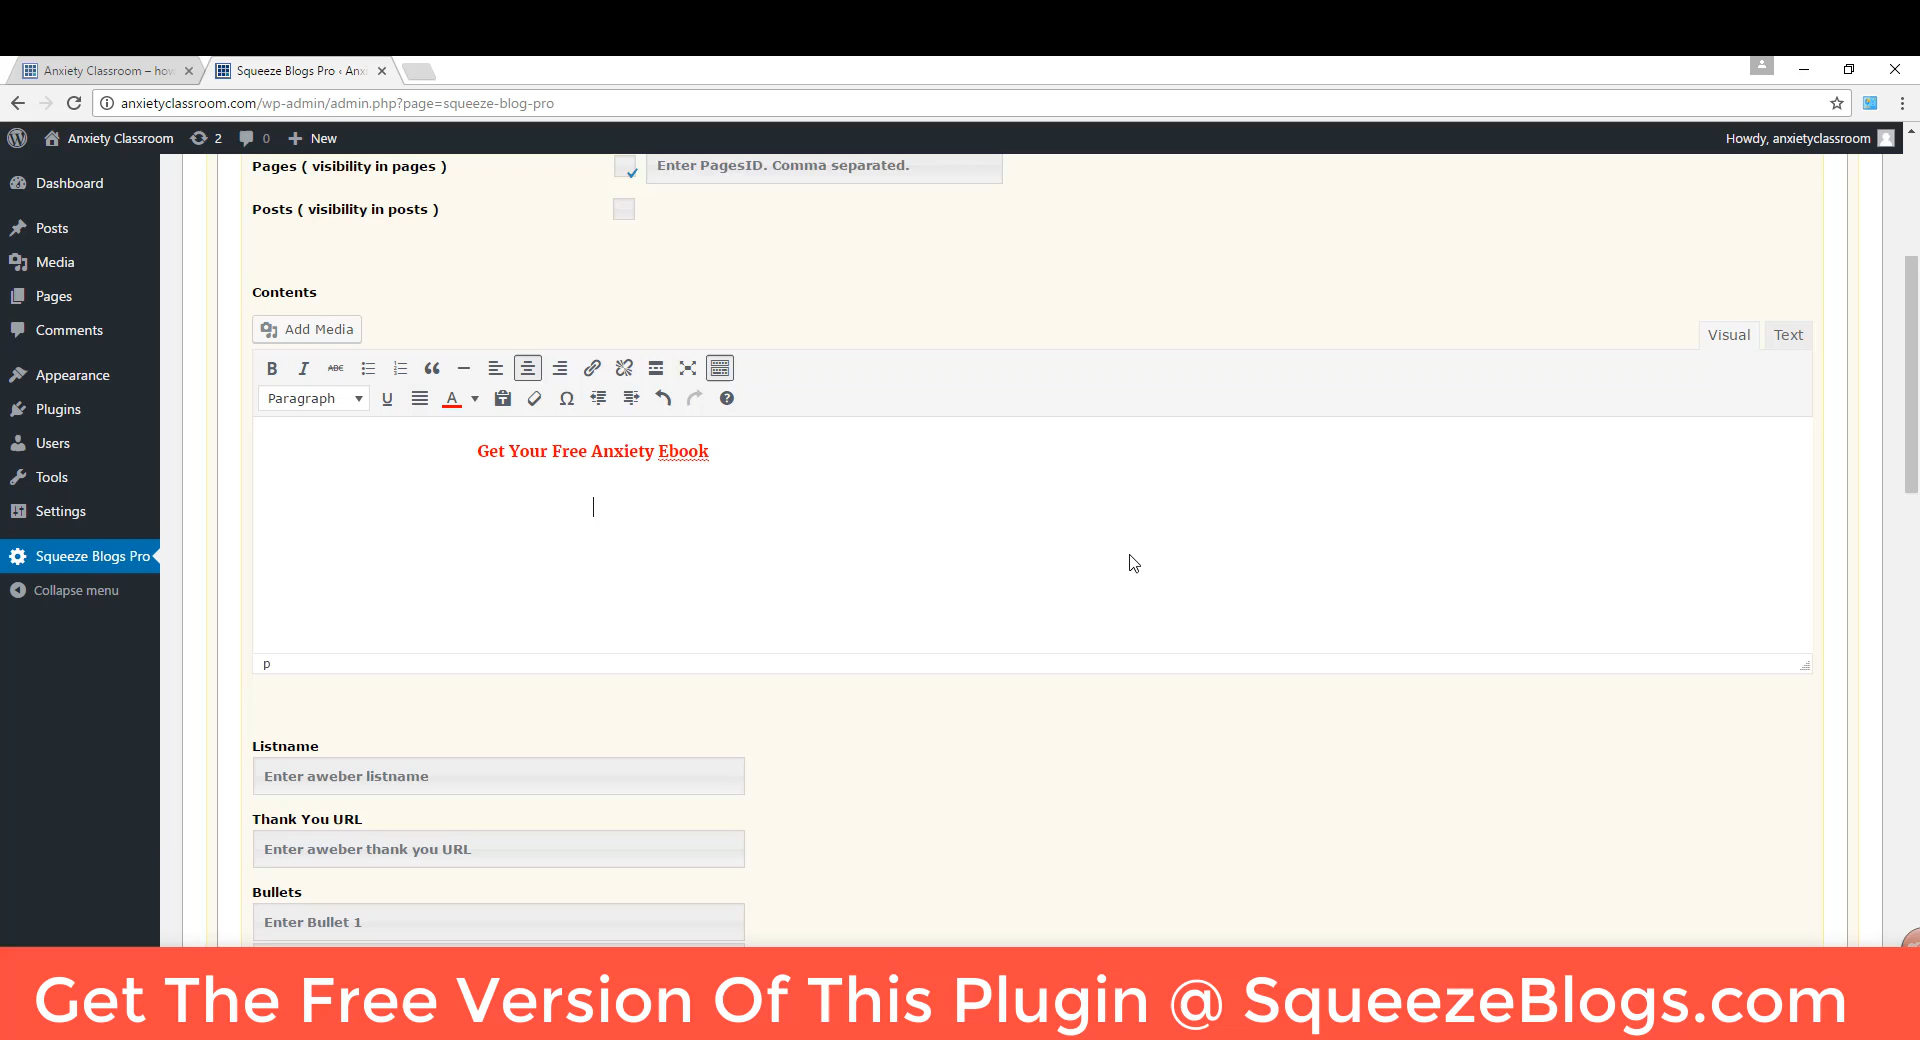 Anxiety Classroom – how
Squeeze Blogs Pro ‹ Anx
anxietyclassroom.com/wp-admin/admin.php?page=squeeze-blog-pro
Anxiety Classroom
2
0
New
Howdy, anxietyclassroom
Dashboard
Posts
Media
Pages
Comments
Appearance
Plugins
Users
Tools
Settings
Squeeze Blogs Pro
Collapse menu
Pages ( visibility in pages )
Enter PagesID. Comma separated.
Posts ( visibility in posts )
Contents
Add Media
Visual
Text
B I ABC
Paragraph
U
A
Ω
Get Your Free Anxiety Ebook
p
Listname
Enter aweber listname
Thank You URL
Enter aweber thank you URL
Bullets
Enter Bullet 1
Get The Free Version Of This Plugin @ SqueezeBlogs.com